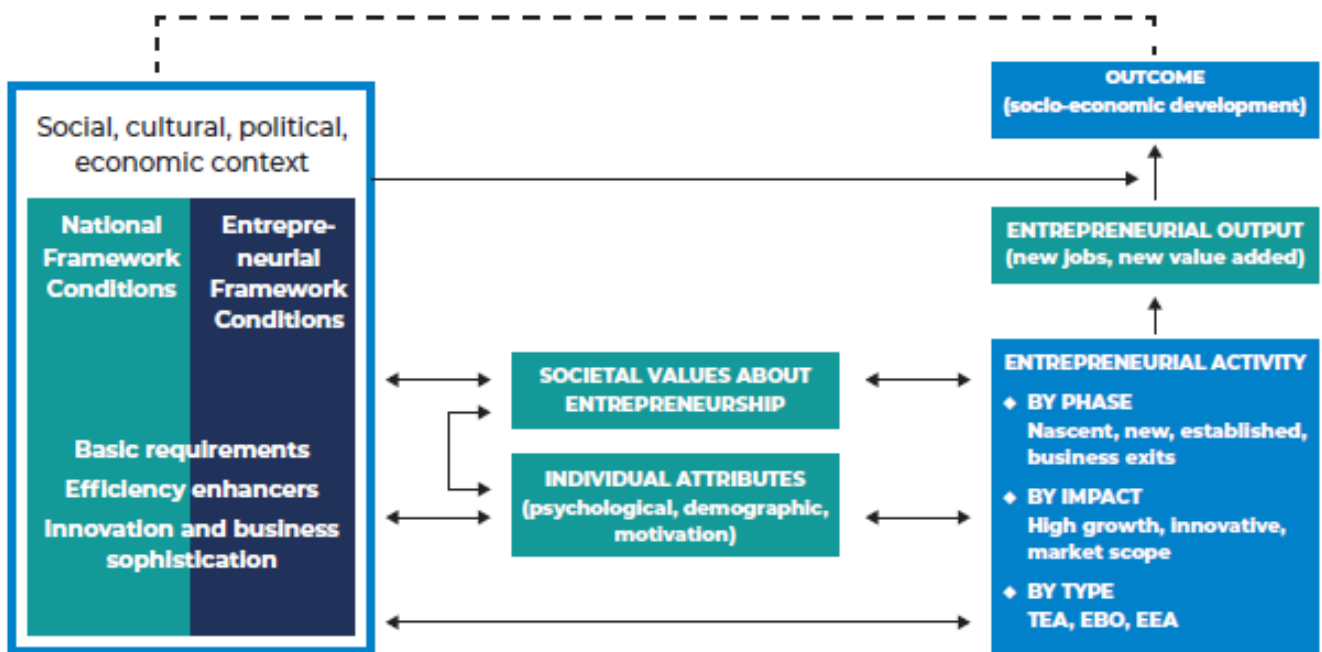 OUTCOME
(socio-economic development)
Social, cultural, political,
economic context
National
Framework
Conditions
Entrepre-
neurial
Framework
Conditions
ENTREPRENEURIAL OUTPUT
(new jobs, new value added)
Basic requirements
Efficiency enhancers
Innovation and business
sophistication
SOCIETAL VALUES ABOUT
ENTREPRENEURSHIP
INDIVIDUAL ATTRIBUTES
(psychological, demographic,
motivation)
ENTREPRENEURIAL ACTIVITY
◆ BY PHASE
Nascent, new, established,
business exits
◆ BY IMPACT
High growth, innovative,
market scope
◆ BY TYPE
TEA, EBO, EEA